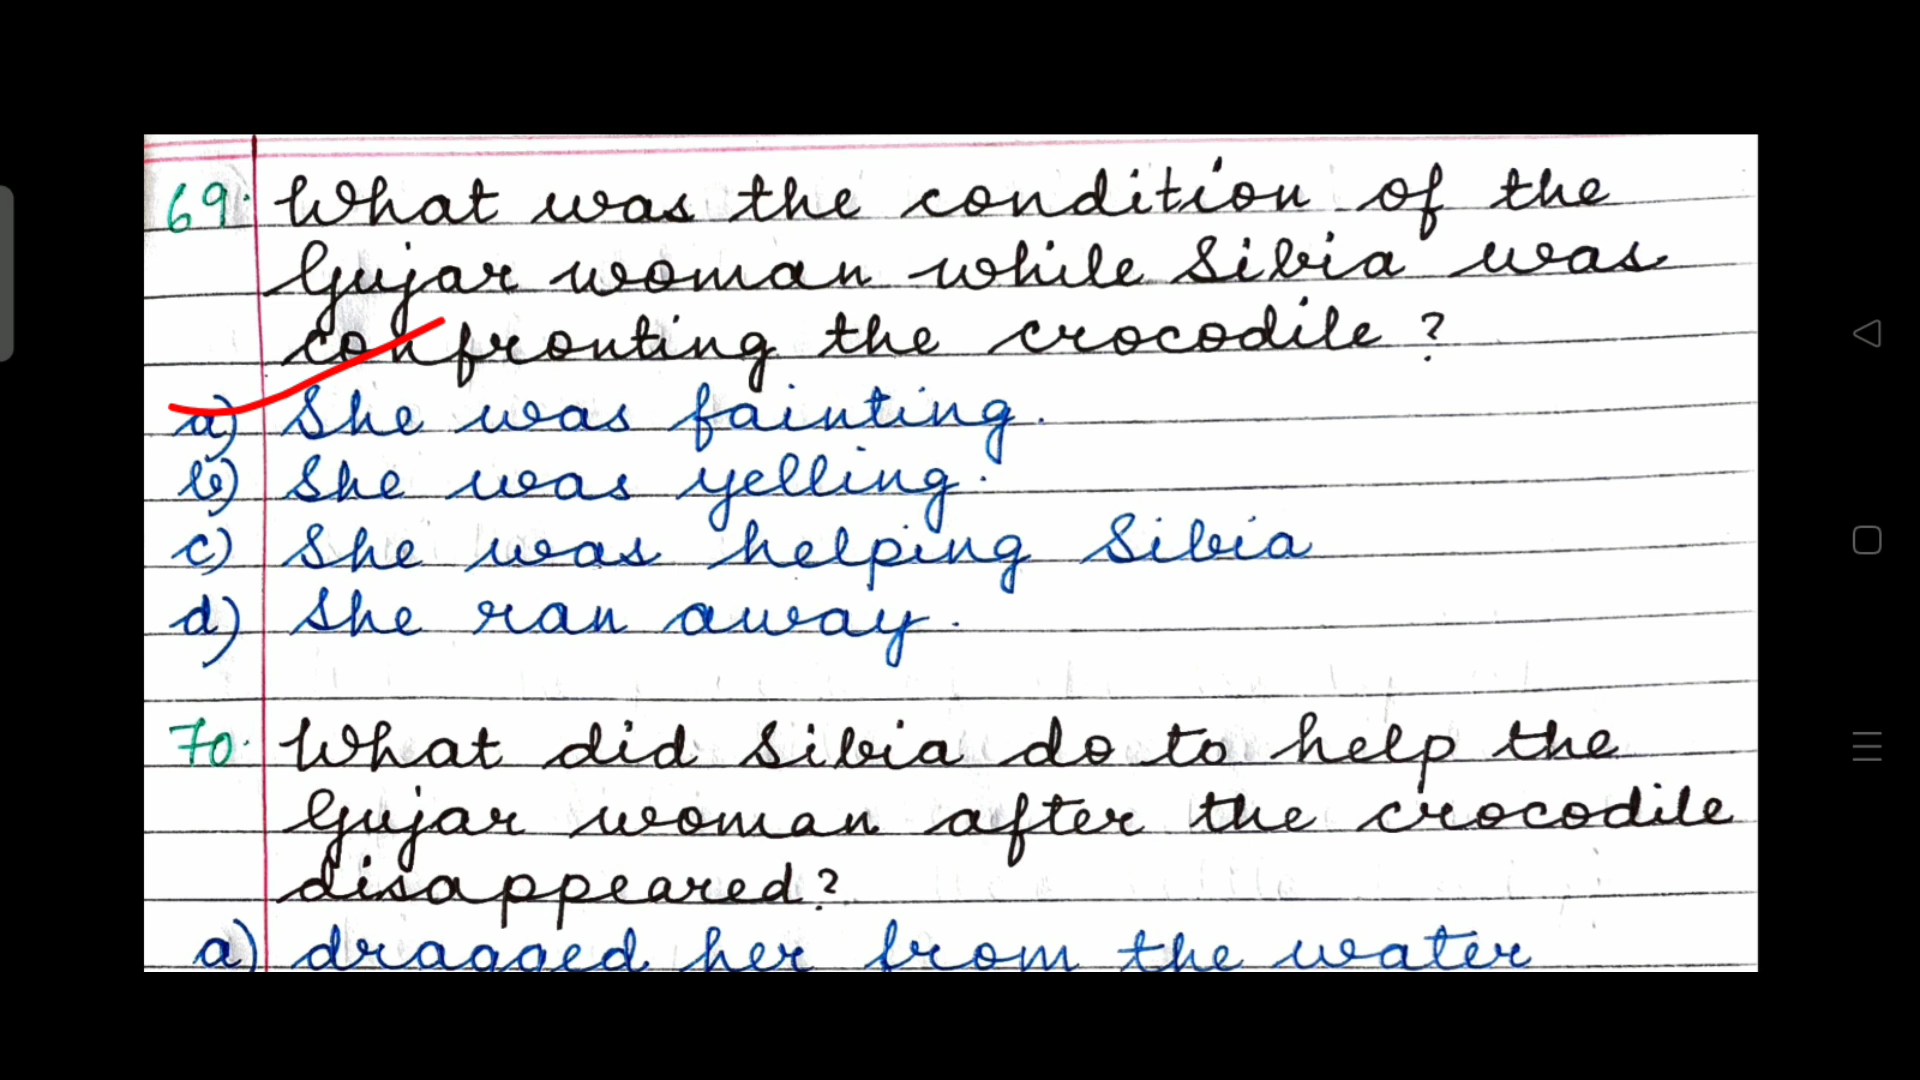 69. What was the condition of the
Gujar woman while Sibia was
confronting the crocodile ?
a) She was fainting.
b) She was yelling.
c) She was helping Sibia
d) She ran away.
70. What did Sibia do to help the
Gujar woman after the crocodile
disappeared ?
a) dragged her from the water